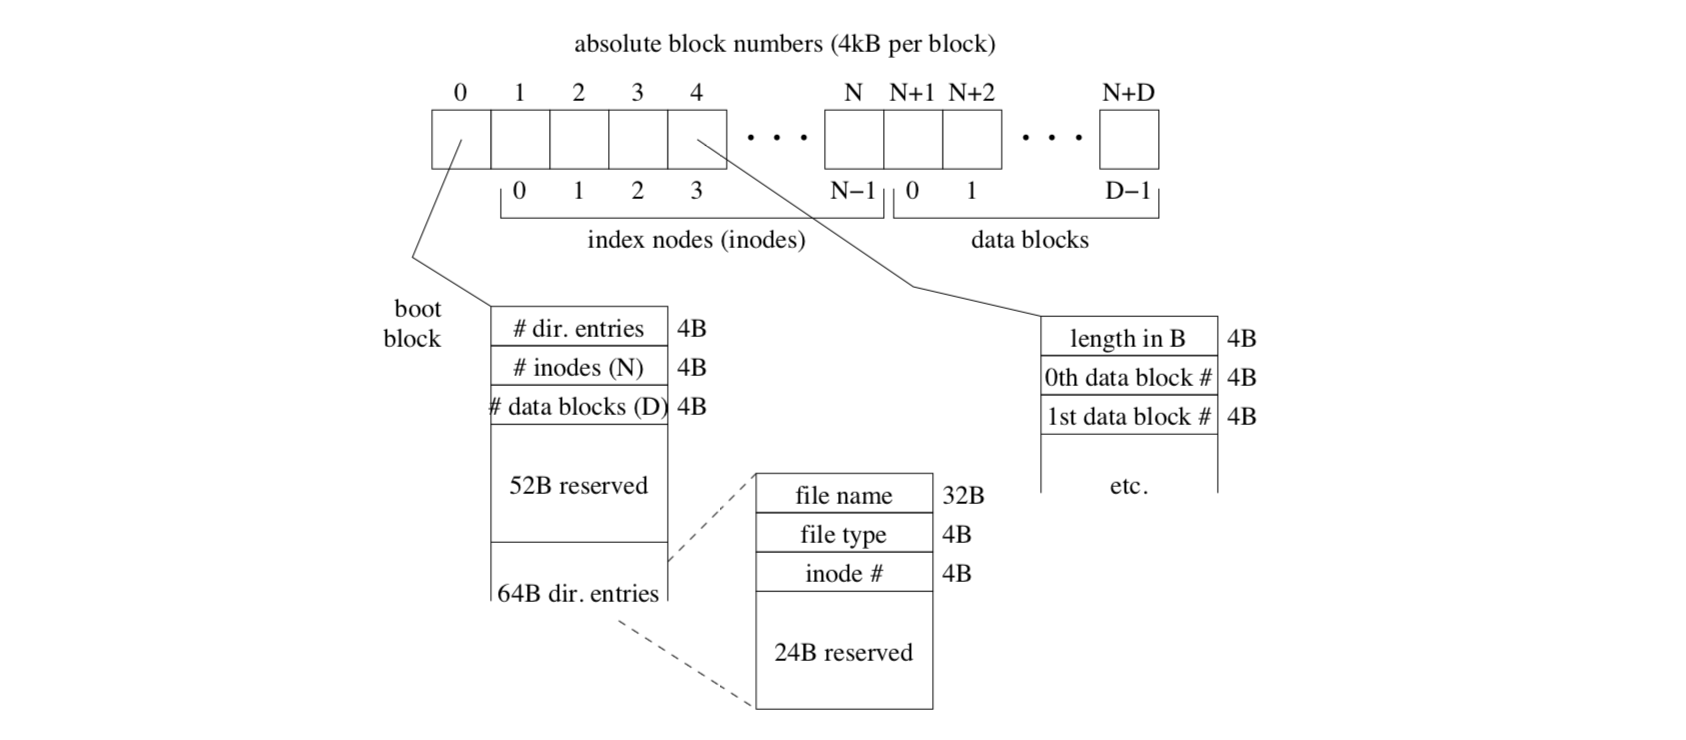 absolute block numbers (4kB per block)
0 1 2 3 4 N N+1 N+2 N+D
0 1 2 3 N−1 0 1 D−1
index nodes (inodes) data blocks
boot
block
# dir. entries 4B
# inodes (N) 4B
# data blocks (D) 4B
52B reserved
64B dir. entries
file name 32B
file type 4B
inode # 4B
24B reserved
length in B 4B
0th data block # 4B
1st data block # 4B
etc.